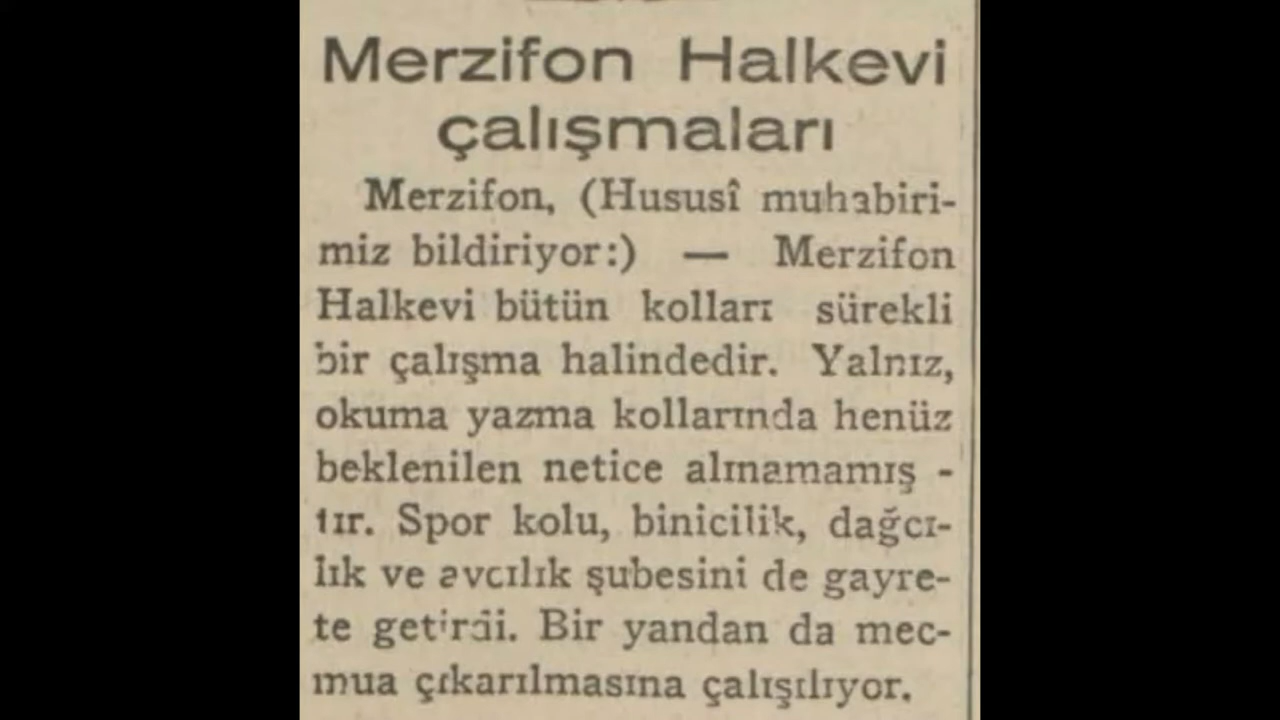 Merzifon Halkevi
çalışmaları
Merzifon, (Hususî muhabiri-
miz bildiriyor:) — Merzifon
Halkevi bütün kolları sürekli
bir çalışma halindedir. Yalnız,
okuma yazma kollarında henüz
beklenilen netice alınamamış -
tır. Spor kolu, binicilik, dağcı-
lık ve avcılık şubesini de gayre-
te getirdi. Bir yandan da mec-
mua çıkarılmasına çalışılıyor.